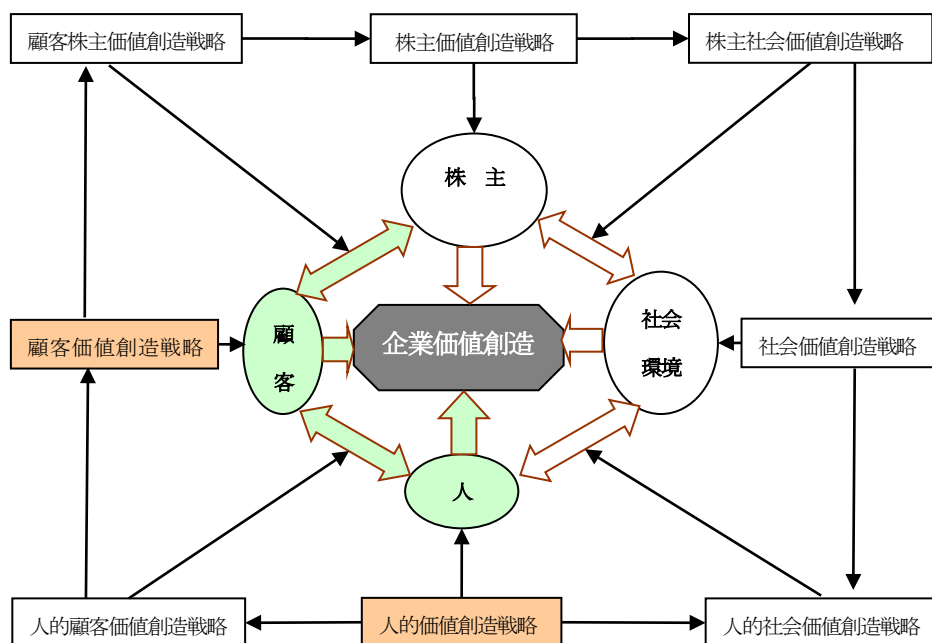 顧客株主価値創造戦略
株主価値創造戦略
株主社会価値創造戦略
株 主
顧客価値創造戦略
顧
客
企業価値創造
社会
環境
社会価値創造戦略
人
人的顧客価値創造戦略
人的価値創造戦略
人的社会価値創造戦略